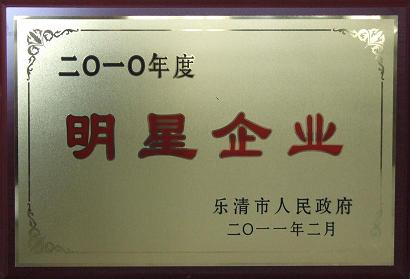 二〇一〇年度
明星企业
乐清市人民政府
二〇一一年二月